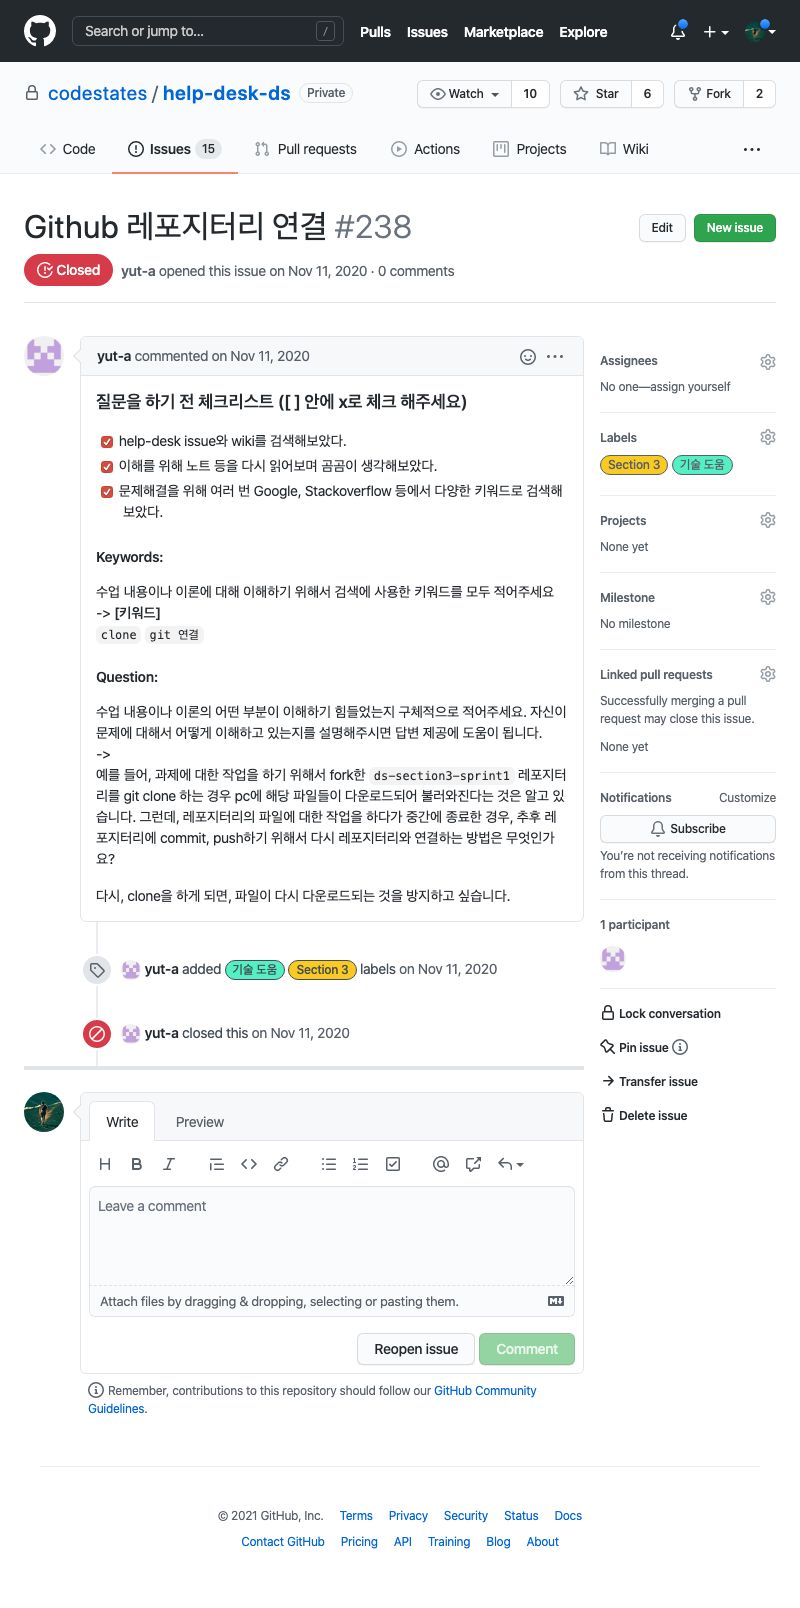 Search or jump to... /
Pulls Issues Marketplace Explore
codestates / help-desk-ds Private
Watch 10 Star 6 Fork 2
Code Issues 15 Pull requests Actions Projects Wiki ...
Github 레포지터리 연결 #238
Edit New issue
Closed yut-a opened this issue on Nov 11, 2020 · 0 comments
yut-a commented on Nov 11, 2020
질문을 하기 전 체크리스트 ([ ] 안에 x로 체크 해주세요)
help-desk issue와 wiki를 검색해보았다.
이해를 위해 노트 등을 다시 읽어보며 곰곰이 생각해보았다.
문제해결을 위해 여러 번 Google, Stackoverflow 등에서 다양한 키워드로 검색해
보았다.
Keywords:
수업 내용이나 이론에 대해 이해하기 위해서 검색에 사용한 키워드를 모두 적어주세요
-> [키워드]
clone git 연결
Question:
수업 내용이나 이론의 어떤 부분이 이해하기 힘들었는지 구체적으로 적어주세요. 자신이
문제에 대해서 어떻게 이해하고 있는지를 설명해주시면 답변 제공에 도움이 됩니다.
->
예를 들어, 과제에 대한 작업을 하기 위해서 fork한 ds-section3-sprint1 레포지터
리를 git clone 하는 경우 pc에 해당 파일들이 다운로드되어 불러와진다는 것은 알고 있
습니다. 그런데, 레포지터리의 파일에 대한 작업을 하다가 중간에 종료한 경우, 추후 레
포지터리에 commit, push하기 위해서 다시 레포지터리와 연결하는 방법은 무엇인가
요?
다시, clone을 하게 되면, 파일이 다시 다운로드되는 것을 방지하고 싶습니다.
yut-a added 기술 도움 Section 3 labels on Nov 11, 2020
yut-a closed this on Nov 11, 2020
Write Preview
H B I
Leave a comment
Attach files by dragging & dropping, selecting or pasting them.
Reopen issue Comment
Remember, contributions to this repository should follow our GitHub Community
Guidelines.
Assignees
No one—assign yourself
Labels
Section 3 기술 도움
Projects
None yet
Milestone
No milestone
Linked pull requests
Successfully merging a pull
request may close this issue.
None yet
Notifications Customize
Subscribe
You're not receiving notifications
from this thread.
1 participant
Lock conversation
Pin issue
Transfer issue
Delete issue
© 2021 GitHub, Inc. Terms Privacy Security Status Docs
Contact GitHub Pricing API Training Blog About